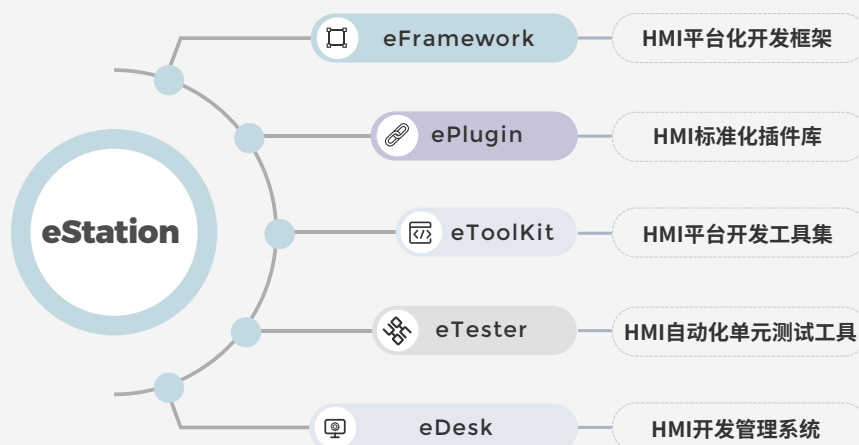 eFramework
HMI平台化开发框架
ePlugin
HMI标准化插件库
eStation
eToolKit
HMI平台开发工具集
eTester
HMI自动化单元测试工具
eDesk
HMI开发管理系统